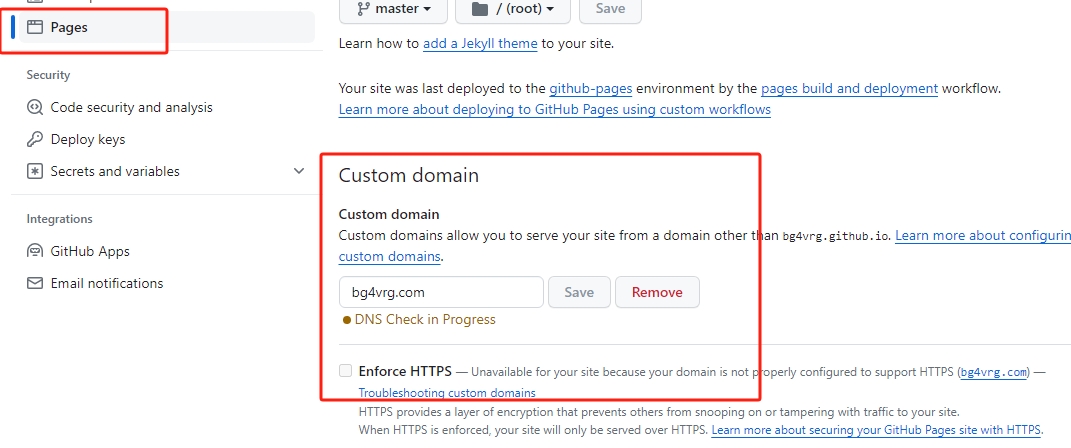 master
/ (root)
Save
Pages
Learn how to add a Jekyll theme to your site.
Security
Code security and analysis
Deploy keys
Secrets and variables
Integrations
GitHub Apps
Email notifications
Your site was last deployed to the github-pages environment by the pages build and deployment workflow.
Learn more about deploying to GitHub Pages using custom workflows
Custom domain
Custom domain
Custom domains allow you to serve your site from a domain other than bg4vrg.github.io. Learn more about configurin
custom domains.
bg4vrg.com
Save
Remove
DNS Check in Progress
Enforce HTTPS — Unavailable for your site because your domain is not properly configured to support HTTPS (bg4vrg.com) —
Troubleshooting custom domains
HTTPS provides a layer of encryption that prevents others from snooping on or tampering with traffic to your site.
When HTTPS is enforced, your site will only be served over HTTPS. Learn more about securing your GitHub Pages site with HTTPS.